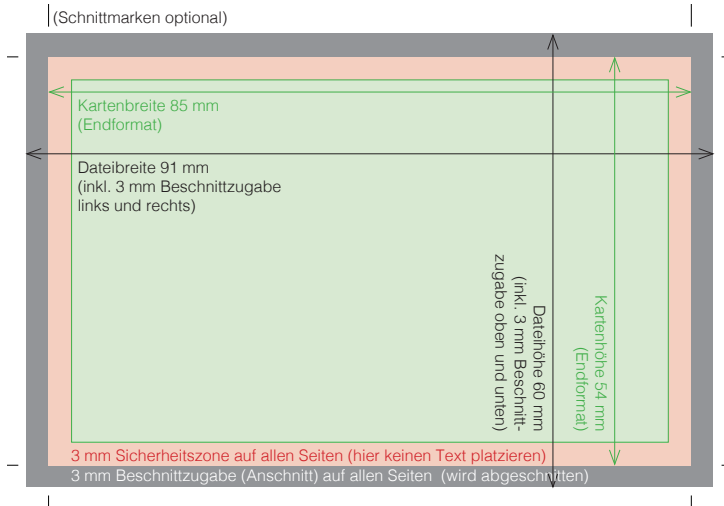 (Schnittmarken optional)
Kartenbreite 85 mm
(Endformat)
Dateibreite 91 mm
(inkl. 3 mm Beschnittzugabe
links und rechts)
Dateihöhe 60 mm
(inkl. 3 mm Beschnitt-
zugabe oben und unten)
Kartenhöhe 54 mm
(Endformat)
3 mm Sicherheitszone auf allen Seiten (hier keinen Text platzieren)
3 mm Beschnittzugabe (Anschnitt) auf allen Seiten (wird abgeschnitten)